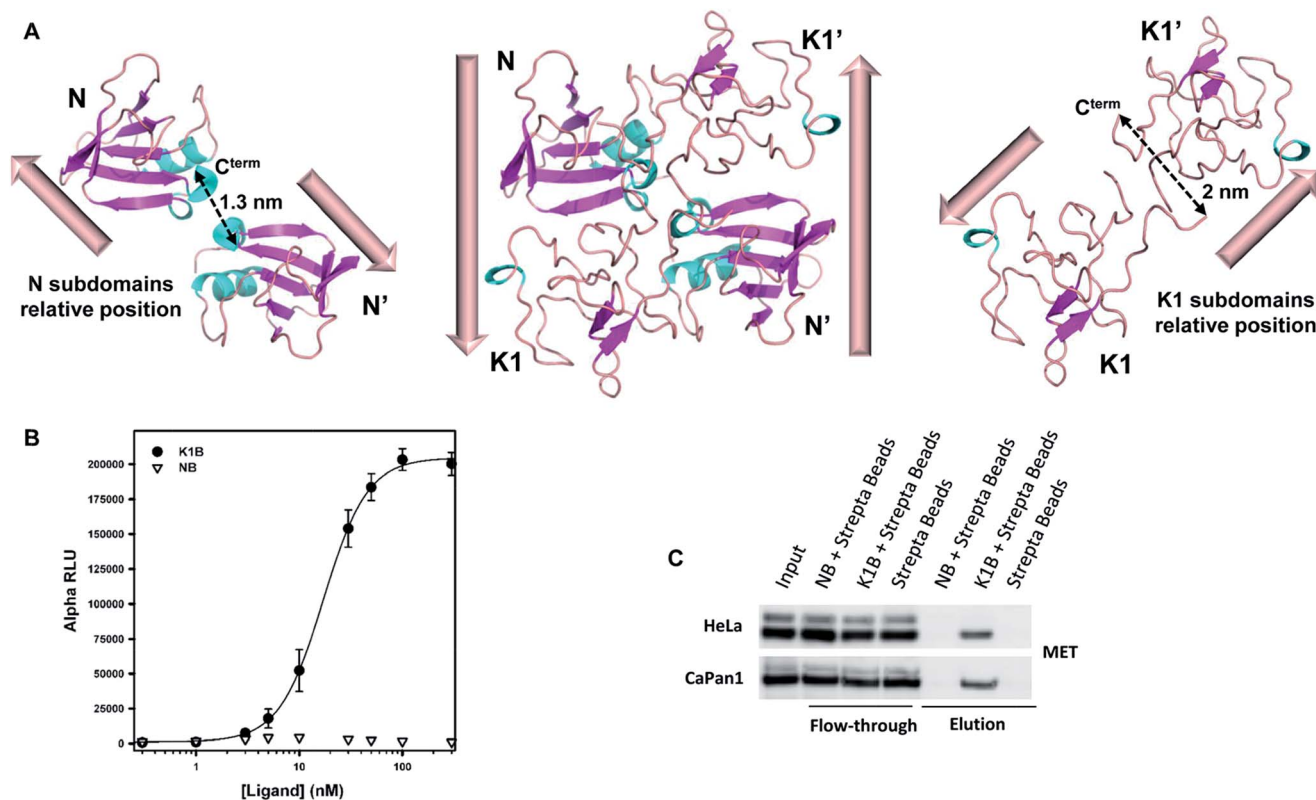 A
N
C^term
1.3 nm
N subdomains
relative position
N'
N
K1'
K1
N'
K1'
C^term
2 nm
K1 subdomains
relative position
K1
B
K1B
NB
200000
175000
150000
125000
100000
75000
50000
25000
0
Alpha RLU
1
10
100
[Ligand] (nM)
C
Input
NB + Strepta Beads
K1B + Strepta Beads
Strepta Beads
NB + Strepta Beads
K1B + Strepta Beads
Strepta Beads
HeLa
CaPan1
MET
Flow-through
Elution